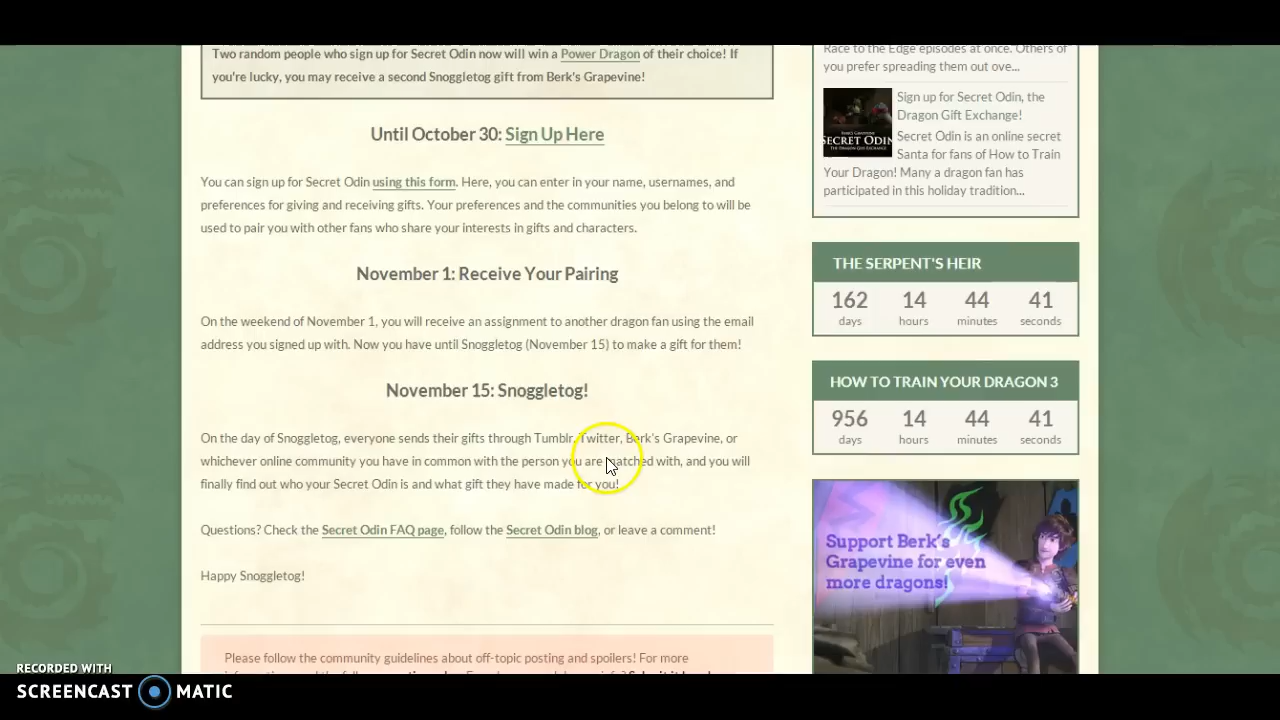 Two random people who sign up for Secret Odin now will win a Power Dragon of their choice! If
you're lucky, you may receive a second Snoggletog gift from Berk's Grapevine!
Until October 30: Sign Up Here
You can sign up for Secret Odin using this form. Here, you can enter in your name, usernames, and
preferences for giving and receiving gifts. Your preferences and the communities you belong to will be
used to pair you with other fans who share your interests in gifts and characters.
November 1: Receive Your Pairing
On the weekend of November 1, you will receive an assignment to another dragon fan using the email
address you signed up with. Now you have until Snoggletog (November 15) to make a gift for them!
November 15: Snoggletog!
On the day of Snoggletog, everyone sends their gifts through Tumblr, Twitter, Berk's Grapevine, or
whichever online community you have in common with the person you are matched with, and you will
finally find out who your Secret Odin is and what gift they have made for you!
Questions? Check the Secret Odin FAQ page, follow the Secret Odin blog, or leave a comment!
Happy Snoggletog!
Please follow the community guidelines about off-topic posting and spoilers! For more
Race to the Edge episodes at once. Others of
you prefer spreading them out ove...
SECRET ODIN
Sign up for Secret Odin, the
Dragon Gift Exchange!
Secret Odin is an online secret
Santa for fans of How to Train
Your Dragon! Many a dragon fan has
participated in this holiday tradition...
THE SERPENT'S HEIR
162 14 44 41
days hours minutes seconds
HOW TO TRAIN YOUR DRAGON 3
956 14 44 41
days hours minutes seconds
Support Berk's
Grapevine for even
more dragons!
RECORDED WITH
SCREENCAST MATIC